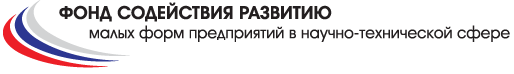 ФОНД СОДЕЙСТВИЯ РАЗВИТИЮ
малых форм предприятий в научно-технической сфере